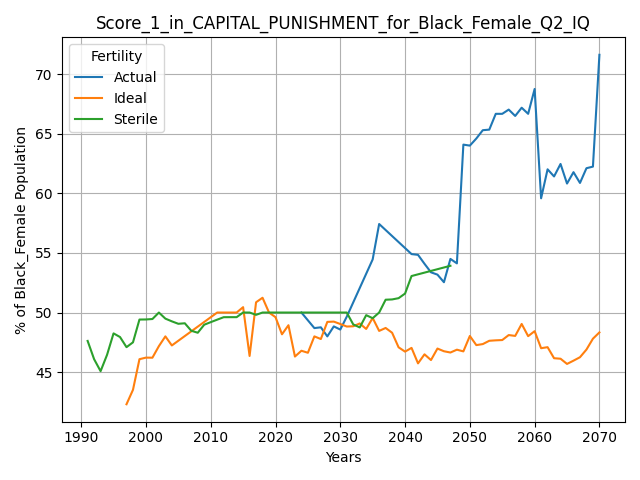 Score_1_in_CAPITAL_PUNISHMENT_for_Black_Female_Q2_IQ
Fertility
Actual
Ideal
Sterile
% of Black_Female Population
70
65
60
55
50
45
1990 2000 2010 2020 2030 2040 2050 2060 2070
Years